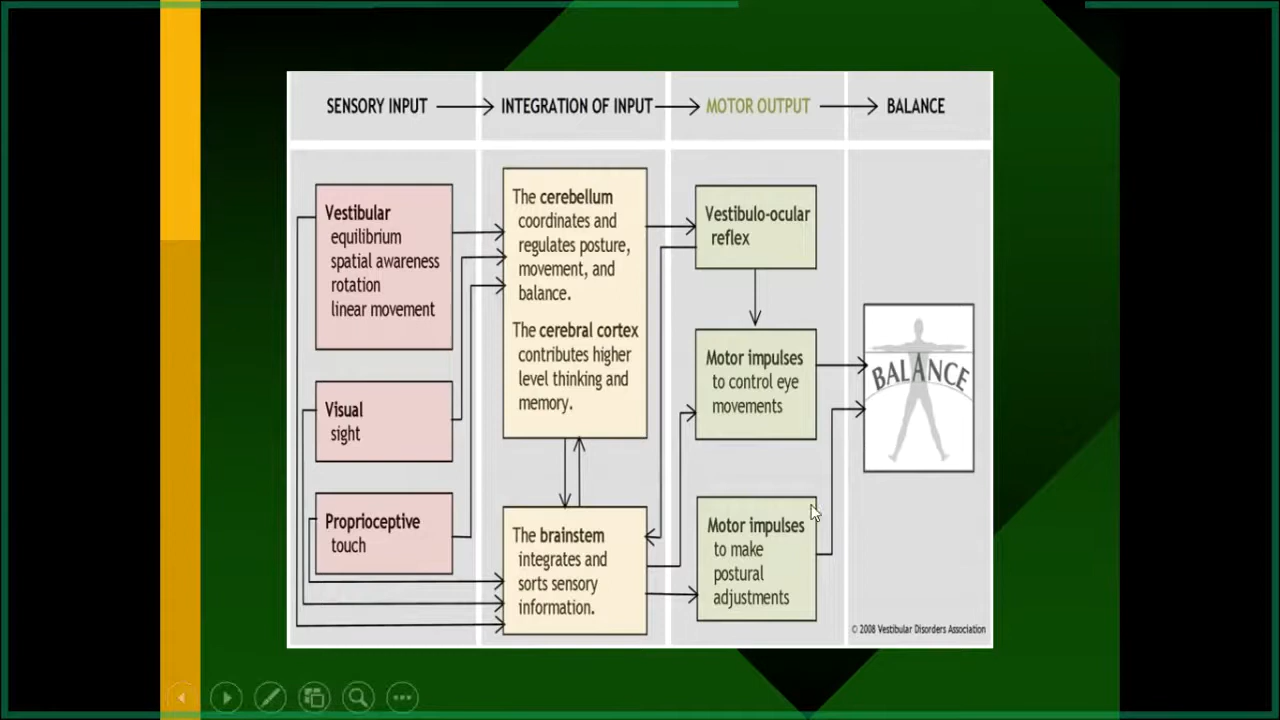 SENSORY INPUT
INTEGRATION OF INPUT
MOTOR OUTPUT
BALANCE
Vestibular
equilibrium
spatial awareness
rotation
linear movement
Visual
sight
Proprioceptive
touch
The cerebellum
coordinates and
regulates posture,
movement, and
balance.
The cerebral cortex
contributes higher
level thinking and
memory.
The brainstem
integrates and
sorts sensory
information.
Vestibulo-ocular
reflex
Motor impulses
to control eye
movements
Motor impulses
to make
postural
adjustments
BALANCE
© 2008 Vestibular Disorders Association